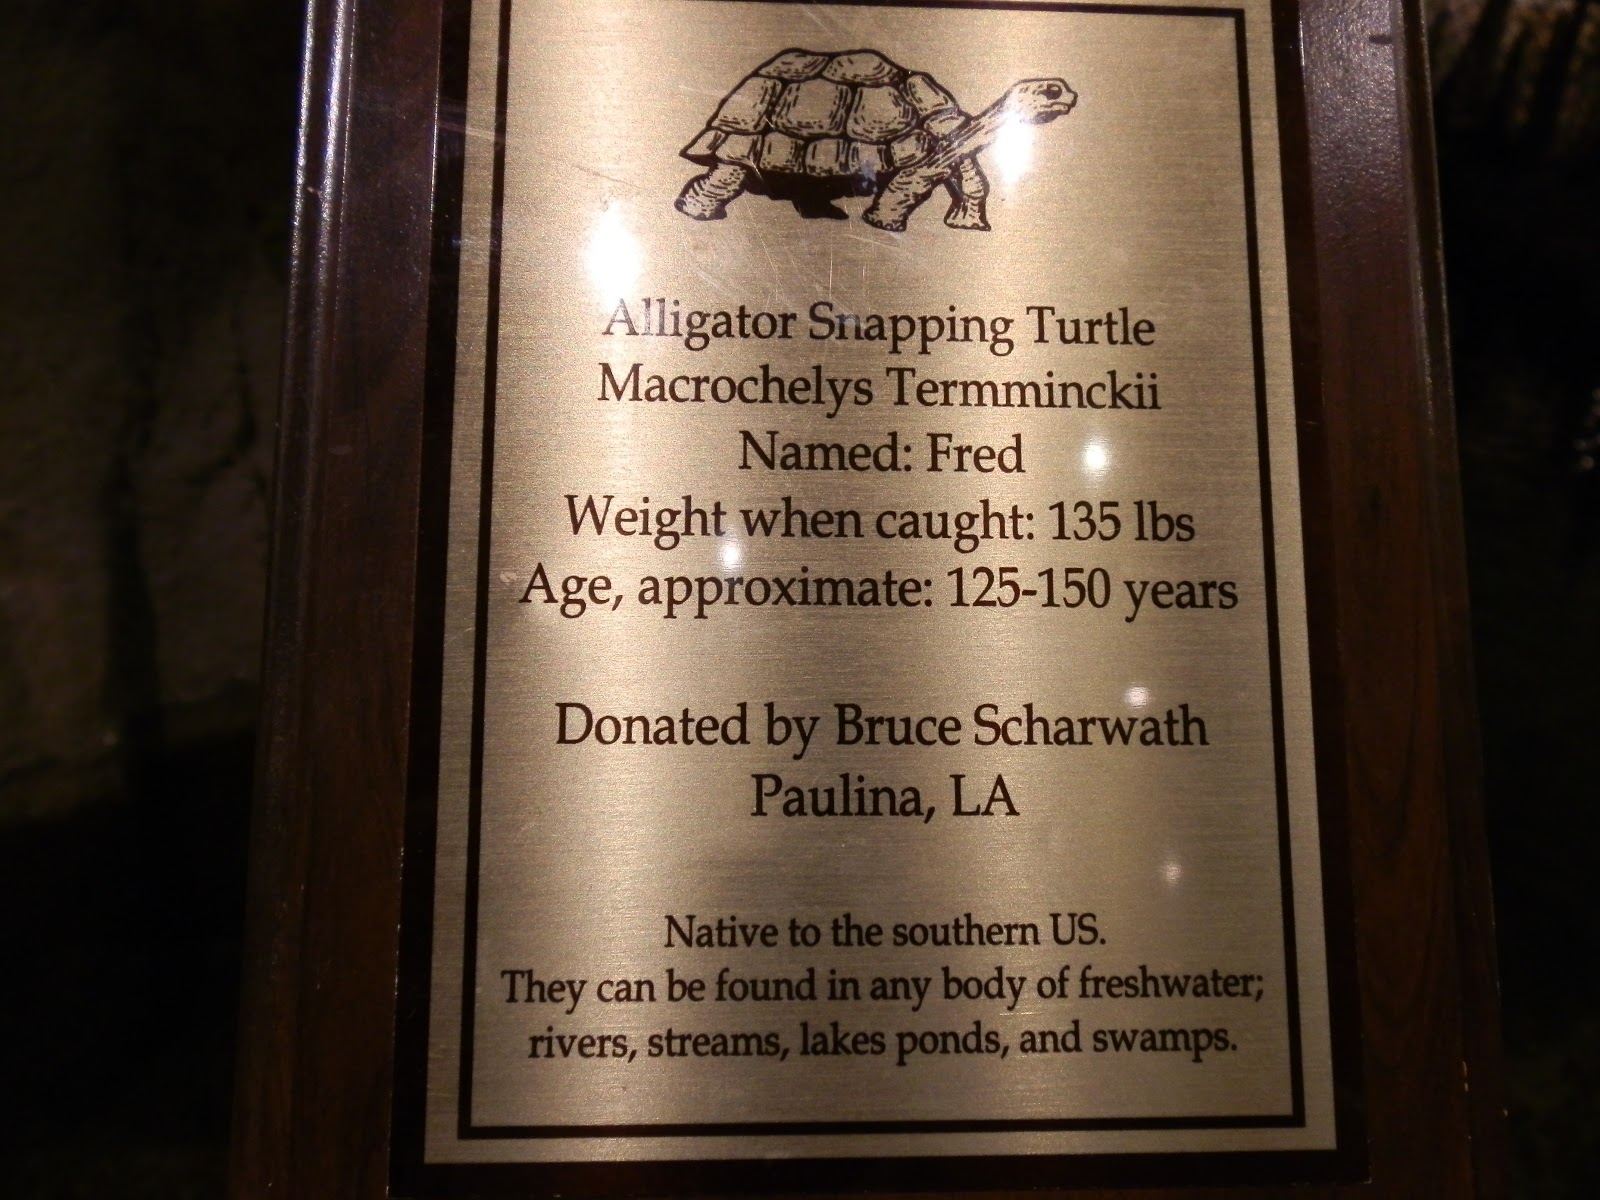 Alligator Snapping Turtle
Macrochelys Termminckii
Named: Fred
Weight when caught: 135 lbs
Age, approximate: 125-150 years
Donated by Bruce Scharwath
Paulina, LA
Native to the southern US.
They can be found in any body of freshwater;
rivers, streams, lakes ponds, and swamps.